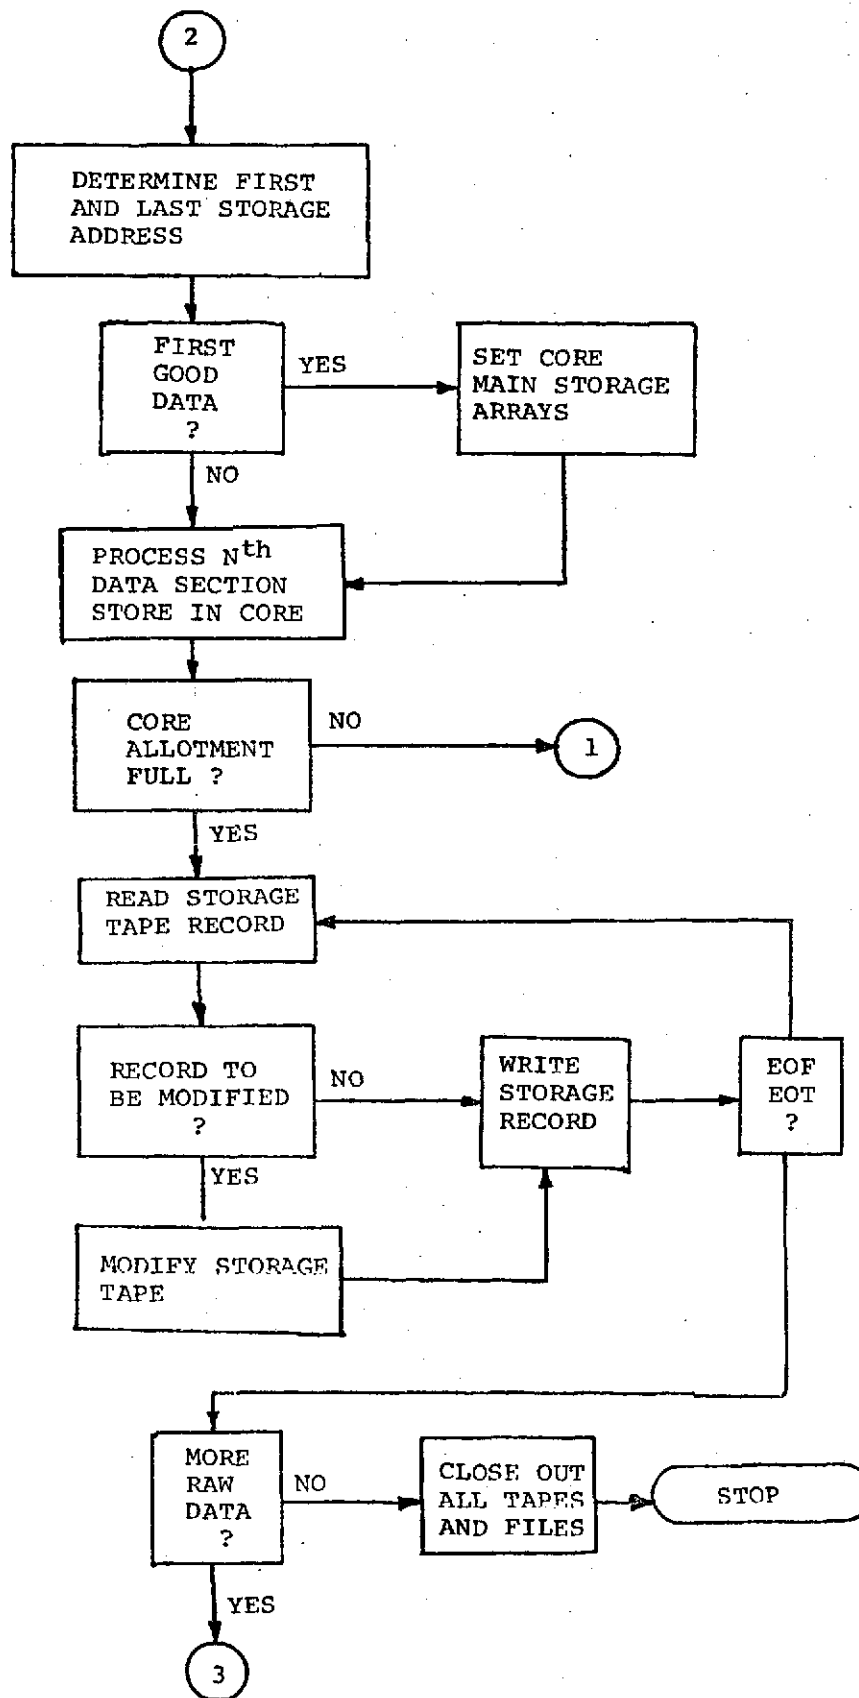 2
DETERMINE FIRST
AND LAST STORAGE
ADDRESS
FIRST
GOOD
DATA
?
YES
SET CORE
MAIN STORAGE
ARRAYS
NO
PROCESS Nth
DATA SECTION
STORE IN CORE
CORE
ALLOTMENT
FULL ?
NO
1
YES
READ STORAGE
TAPE RECORD
RECORD TO
BE MODIFIED
?
NO
WRITE
STORAGE
RECORD
EOF
EOT
?
YES
MODIFY STORAGE
TAPE
MORE
RAW
DATA
?
NO
CLOSE OUT
ALL TAPES
AND FILES
STOP
YES
3